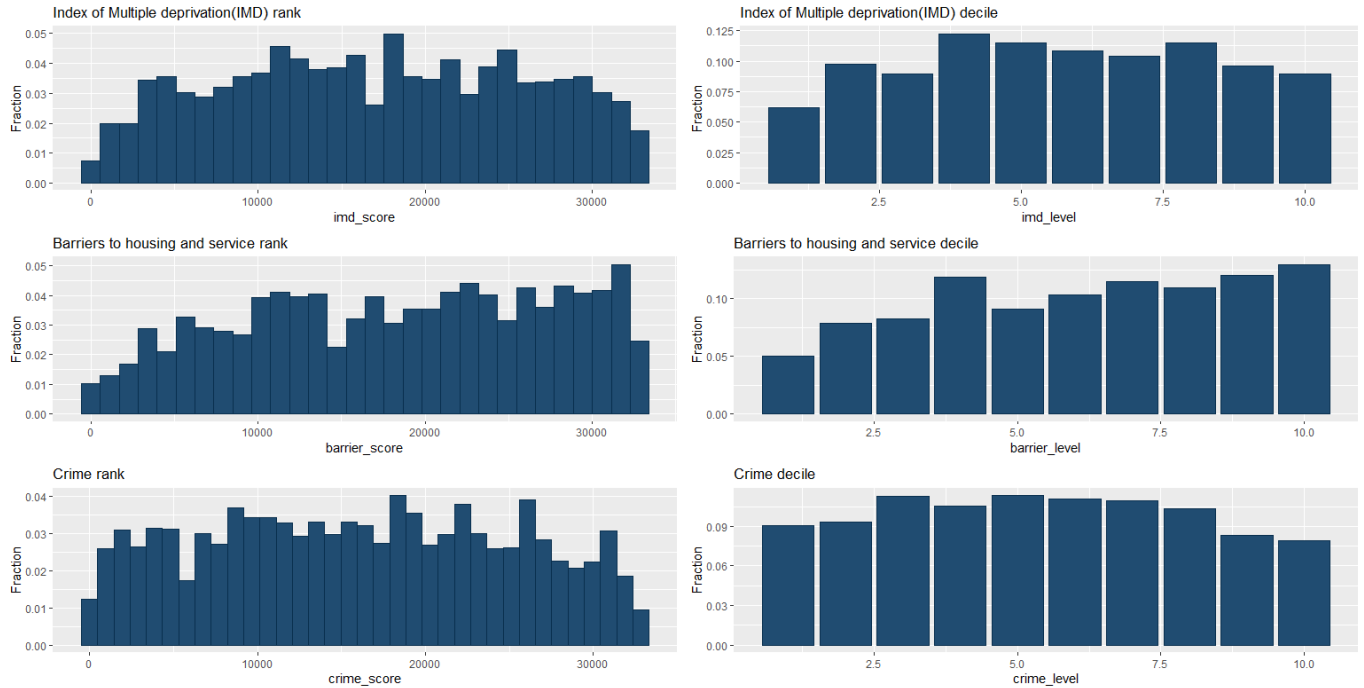 Index of Multiple deprivation(IMD) rank
Fraction
0.05
0.04
0.03
0.02
0.01
0.00
0 10000 20000 30000
imd_score
Index of Multiple deprivation(IMD) decile
Fraction
0.125
0.100
0.075
0.050
0.025
0.000
2.5 5.0 7.5 10.0
imd_level
Barriers to housing and service rank
Fraction
0.05
0.04
0.03
0.02
0.01
0.00
0 10000 20000 30000
barrier_score
Barriers to housing and service decile
Fraction
0.10
0.05
0.00
2.5 5.0 7.5 10.0
barrier_level
Crime rank
Fraction
0.04
0.03
0.02
0.01
0.00
0 10000 20000 30000
crime_score
Crime decile
Fraction
0.09
0.06
0.03
0.00
2.5 5.0 7.5 10.0
crime_level